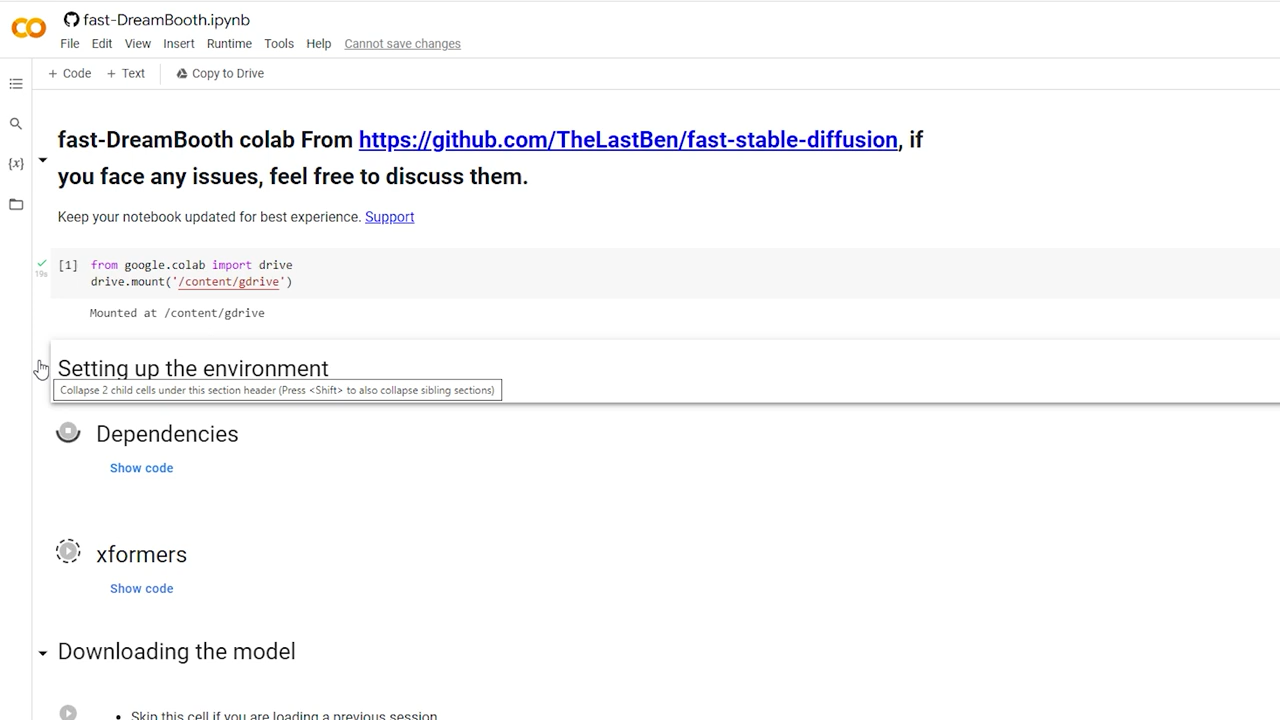 fast-DreamBooth.ipynb
File Edit View Insert Runtime Tools Help Cannot save changes
+ Code + Text Copy to Drive
fast-DreamBooth colab From https://github.com/TheLastBen/fast-stable-diffusion, if
you face any issues, feel free to discuss them.
Keep your notebook updated for best experience. Support
[1] from google.colab import drive
19s
drive.mount('/content/gdrive')
Mounted at /content/gdrive
Setting up the environment
Collapse 2 child cells under this section header (Press <Shift> to also collapse sibling sections)
Dependencies
Show code
xformers
Show code
Downloading the model
• Skip this cell if you are loading a previous session